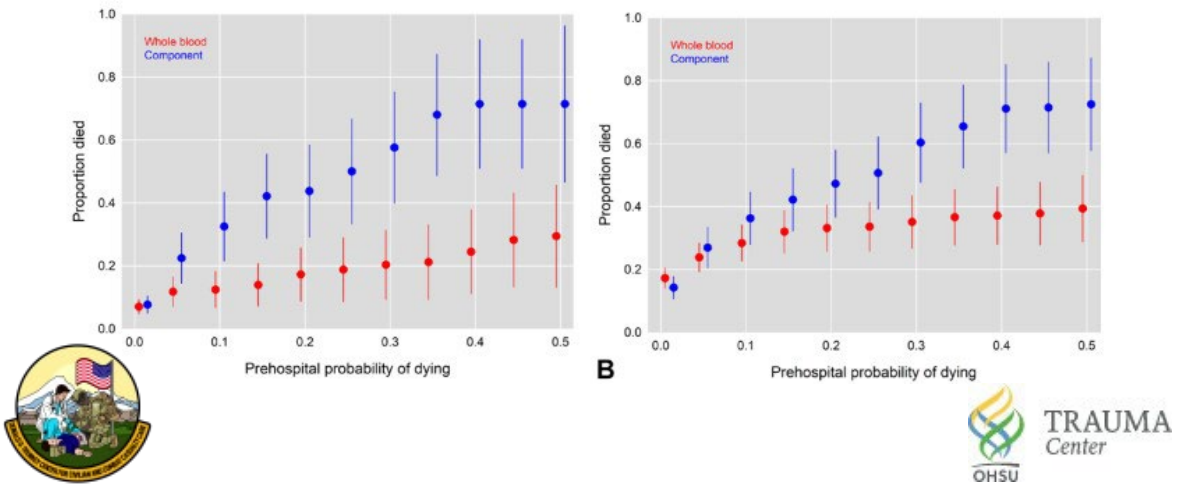 Whole blood
Component
Proportion died
1.0
0.8
0.6
0.4
0.2
0.0
0.0 0.1 0.2 0.3 0.4 0.5
Prehospital probability of dying
B
Whole blood
Component
Proportion died
1.0
0.8
0.6
0.4
0.2
0.0
0.0 0.1 0.2 0.3 0.4 0.5
Prehospital probability of dying
OHSU
TRAUMA
Center